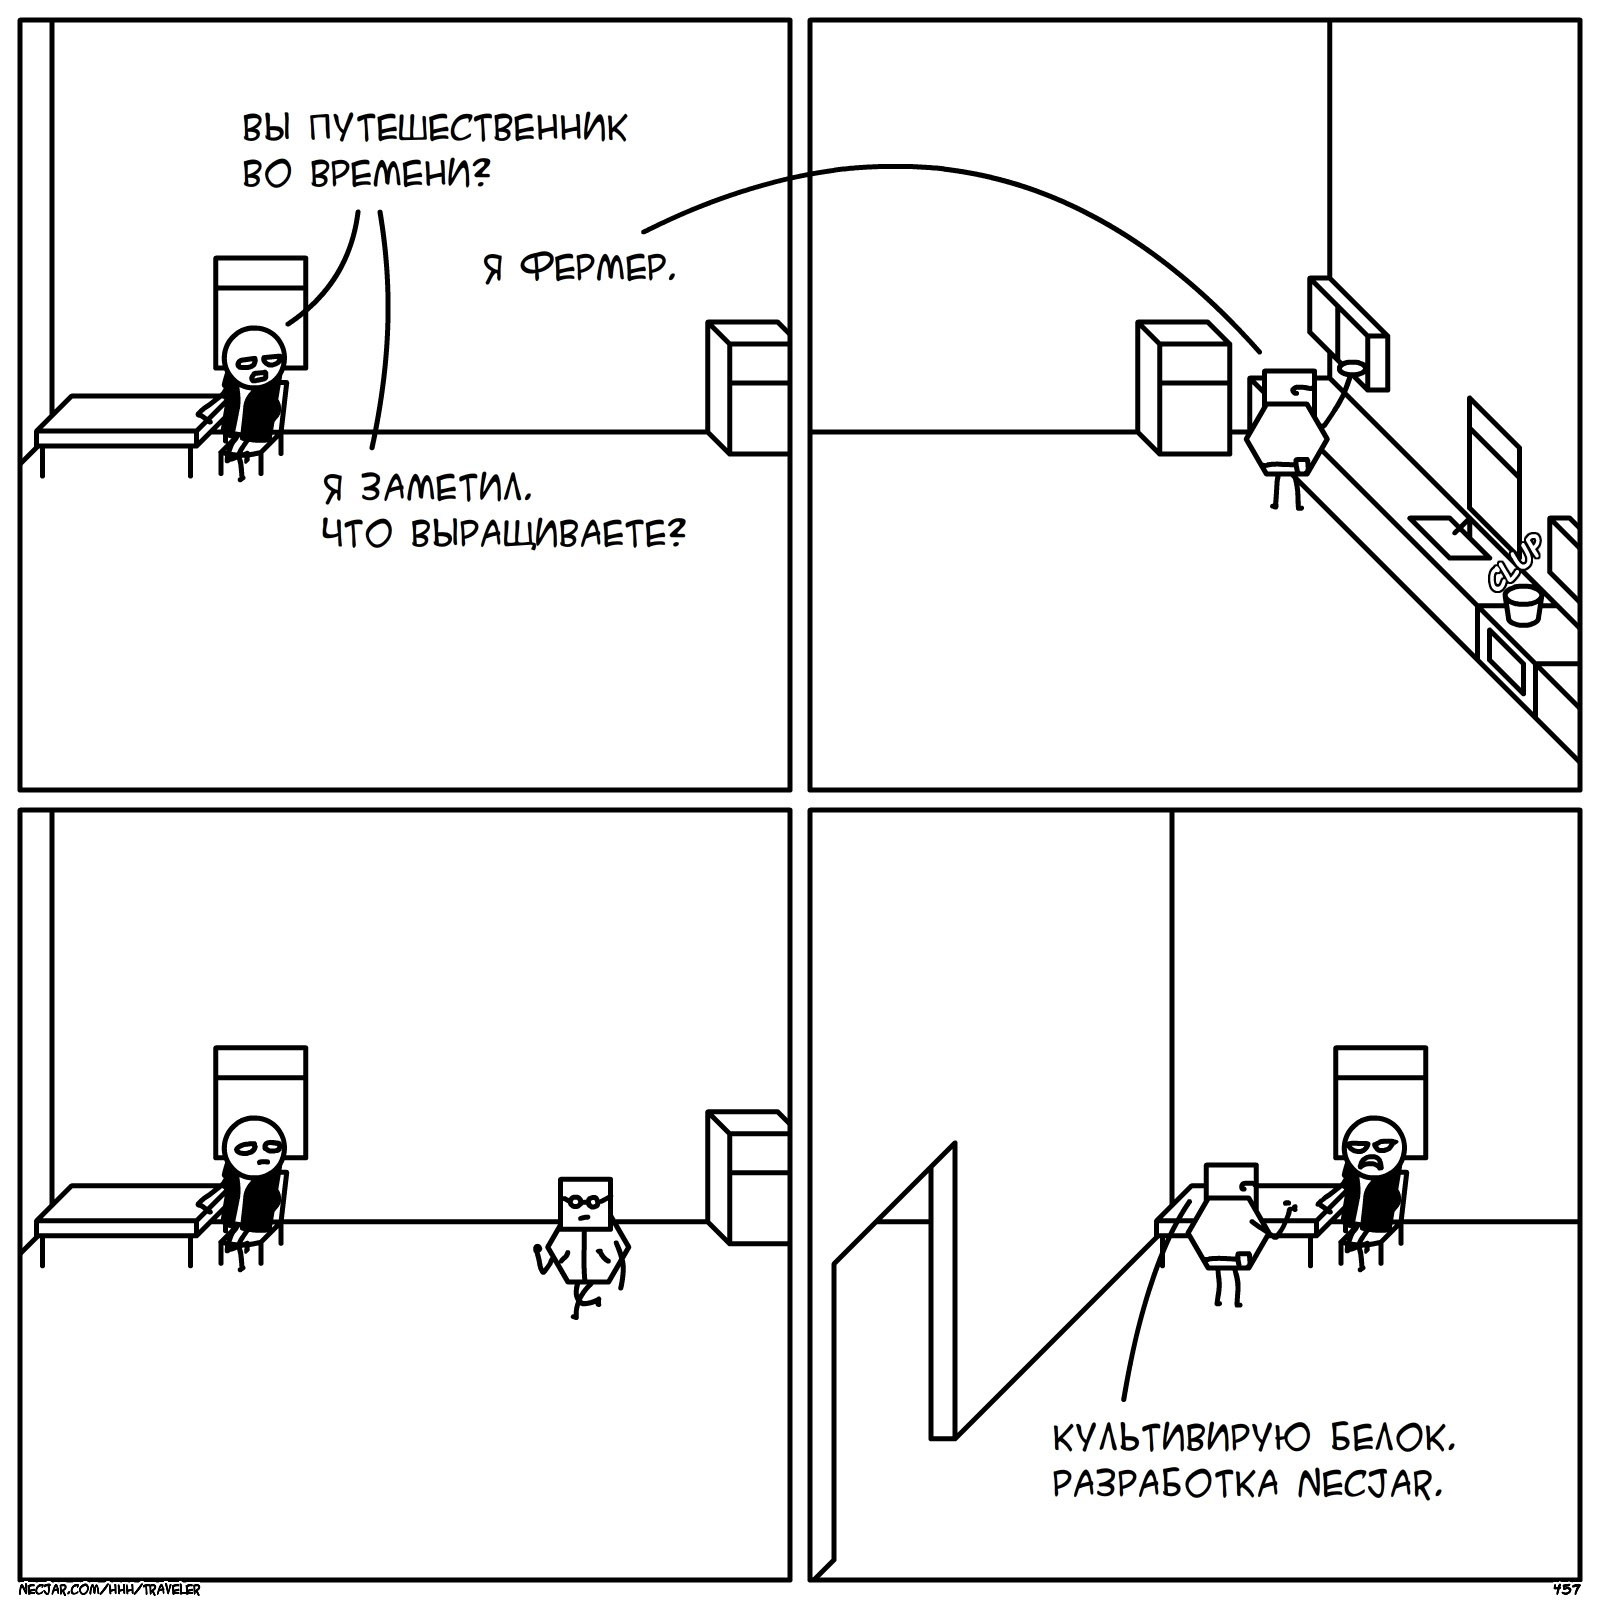 ВЫ ПУТЕШЕСТВЕННИК
ВО ВРЕМЕНИ?
Я ФЕРМЕР.
Я ЗАМЕТИЛ.
ЧТО ВЫРАЩИВАЕТЕ?
CLUP
КУЛЬТИВИРУЮ БЕЛОК.
РАЗРАБОТКА NECJAR.
NECJAR.COM/HHH/TRAVELER
457